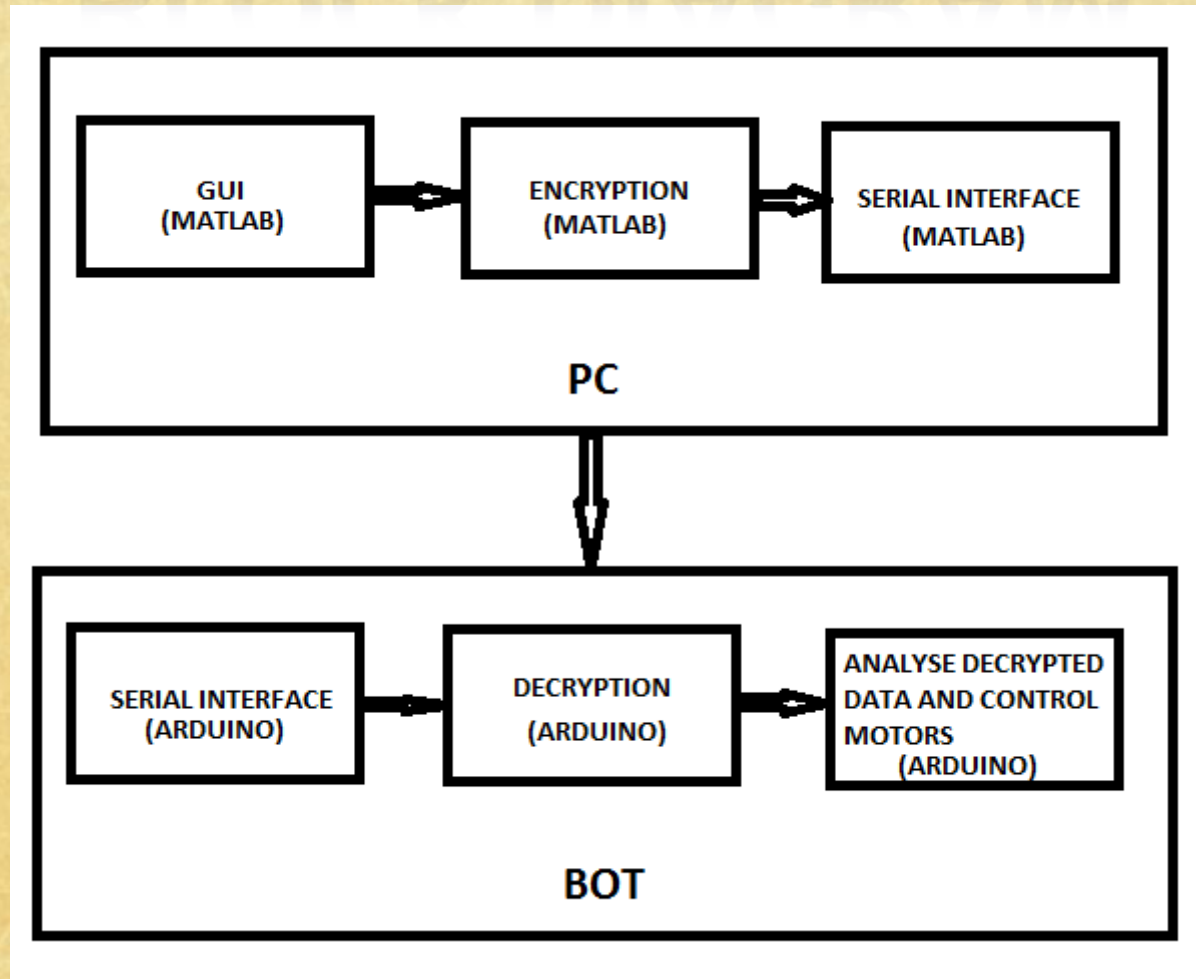 GUI
(MATLAB)
ENCRYPTION
(MATLAB)
SERIAL INTERFACE
(MATLAB)
PC
SERIAL INTERFACE
(ARDUINO)
DECRYPTION
(ARDUINO)
ANALYSE DECRYPTED
DATA AND CONTROL
MOTORS
(ARDUINO)
BOT